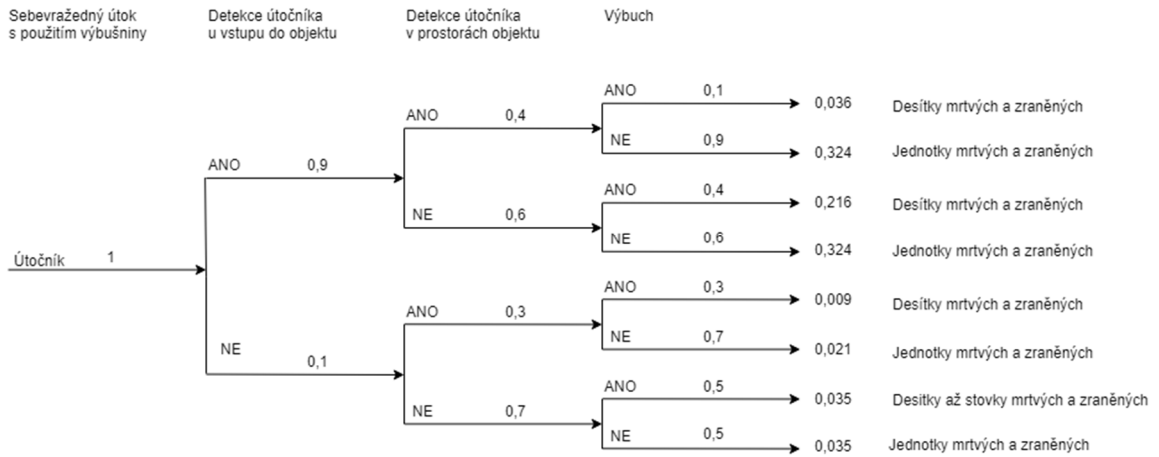 Sebevražedný útok
s použitím výbušniny
Detekce útočníka
u vstupu do objektu
Detekce útočníka
v prostorách objektu
Výbuch
ANO 0,1 0,036 Desítky mrtvých a zraněných
ANO 0,4
NE 0,9 0,324 Jednotky mrtvých a zraněných
ANO 0,9
ANO 0,4 0,216 Desítky mrtvých a zraněných
NE 0,6
NE 0,6 0,324 Jednotky mrtvých a zraněných
Útočník 1
ANO 0,3 0,009 Desítky mrtvých a zraněných
ANO 0,3
NE 0,7 0,021 Jednotky mrtvých a zraněných
NE 0,1
ANO 0,5 0,035 Desitky až stovky mrtvých a zraněných
NE 0,7
NE 0,5 0,035 Jednotky mrtvých a zraněných